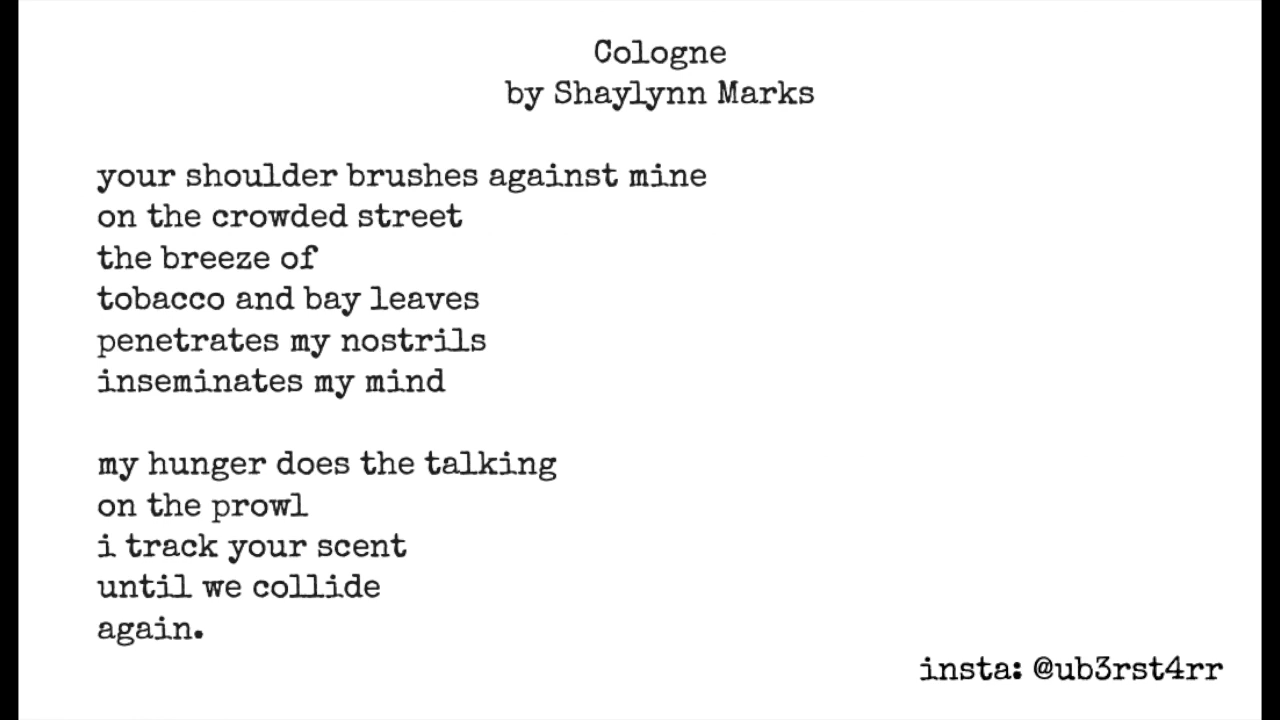 Cologne
by Shaylynn Marks
your shoulder brushes against mine
on the crowded street
the breeze of
tobacco and bay leaves
penetrates my nostrils
inseminates my mind
my hunger does the talking
on the prowl
i track your scent
until we collide
again.
insta: @ub3rst4rr